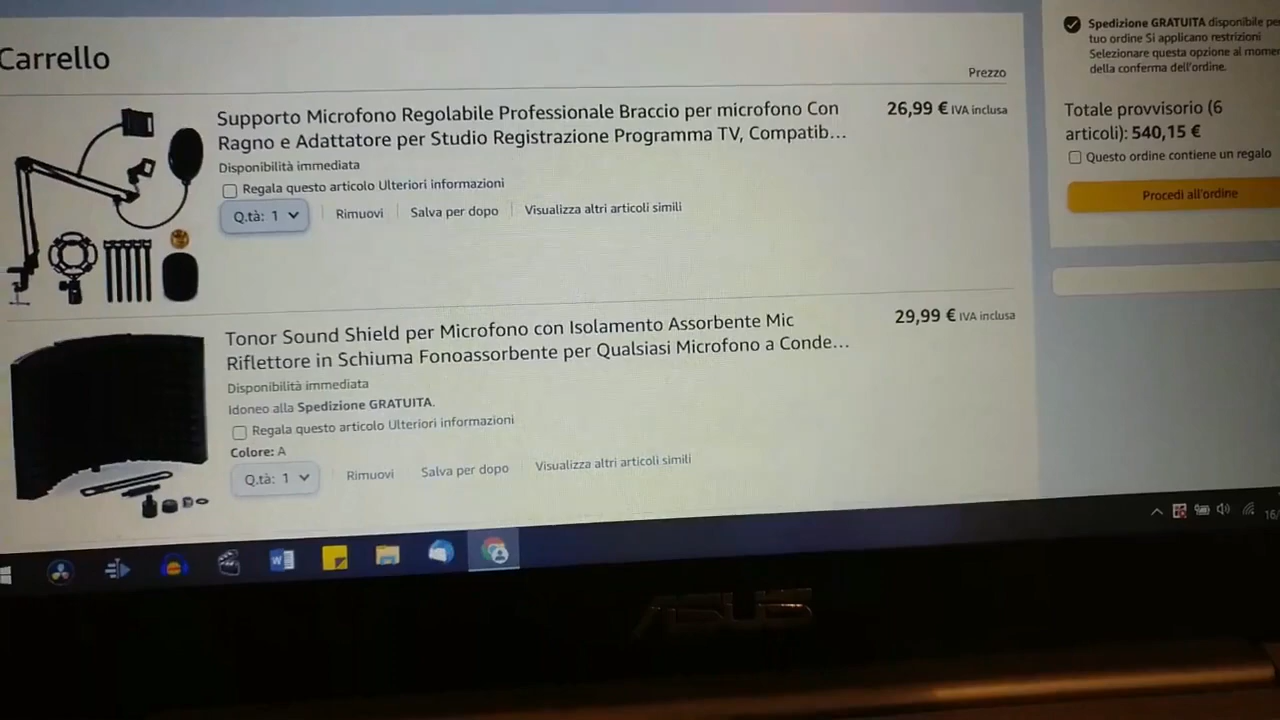 Carrello
Prezzo
Supporto Microfono Regolabile Professionale Braccio per microfono Con
Ragno e Adattatore per Studio Registrazione Programma TV, Compatib...
26,99 € IVA inclusa
Disponibilità immediata
Regala questo articolo Ulteriori informazioni
Q.tà: 1
Rimuovi
Salva per dopo
Visualizza altri articoli simili
Tonor Sound Shield per Microfono con Isolamento Assorbente Mic
Riflettore in Schiuma Fonoassorbente per Qualsiasi Microfono a Conde...
29,99 € IVA inclusa
Disponibilità immediata
Idoneo alla Spedizione GRATUITA.
Regala questo articolo Ulteriori informazioni
Colore: A
Q.tà: 1
Rimuovi
Salva per dopo
Visualizza altri articoli simili
Spedizione GRATUITA disponibile pe
tuo ordine Si applicano restrizioni
Selezionare questa opzione al mome
della conferma dell'ordine.
Totale provvisorio (6
articoli): 540,15 €
Questo ordine contiene un regalo
Procedi all'ordine
W
16/
ASUS